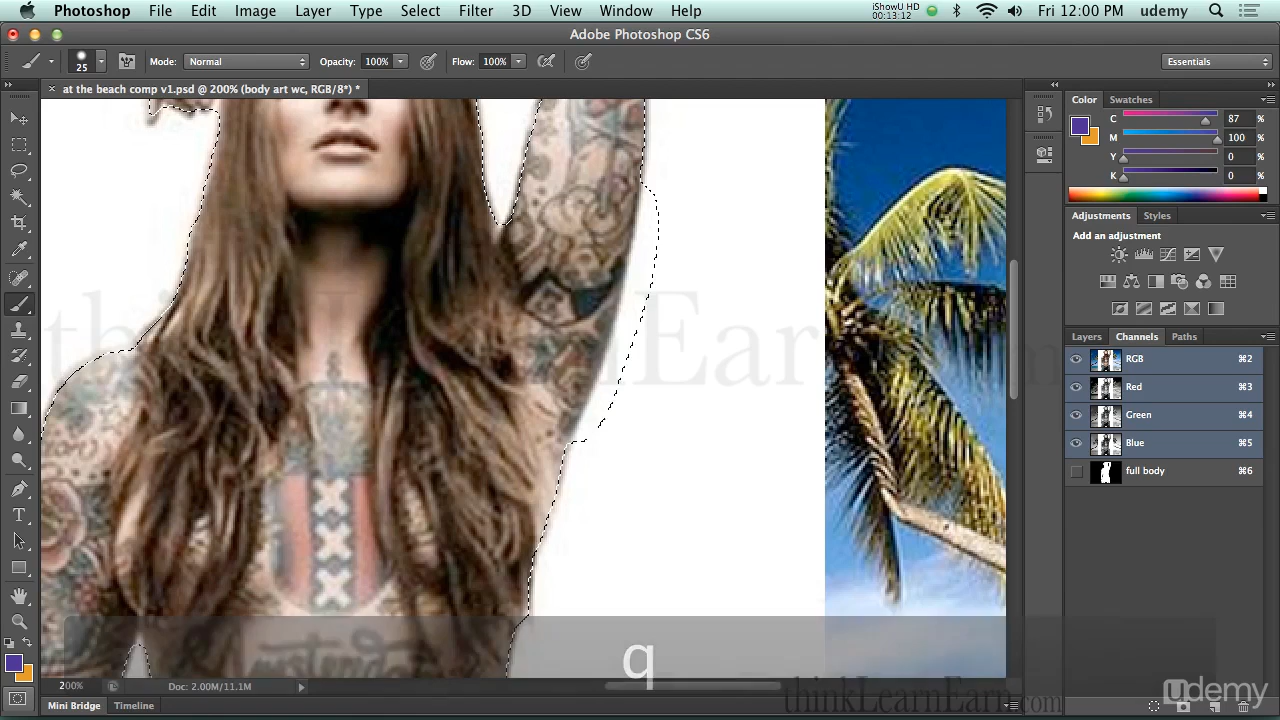 Photoshop File Edit Image Layer Type Select Filter 3D View Window Help iShowU HD 00:13:12 Fri 12:00 PM udemy
Adobe Photoshop CS6
25 Mode: Normal Opacity: 100% Flow: 100% Essentials
× at the beach comp v1.psd @ 200% (body art wc, RGB/8*) *
Color Swatches
C 87 %
M 100 %
Y 0 %
K 0 %
Adjustments Styles
Add an adjustment
Layers Channels Paths
RGB ⌘2
Red ⌘3
Green ⌘4
Blue ⌘5
full body ⌘6
thinkLearnEarn
q
200% Doc: 2.00M/11.1M
thinkLearnEarn.com
Mini Bridge Timeline
udemy